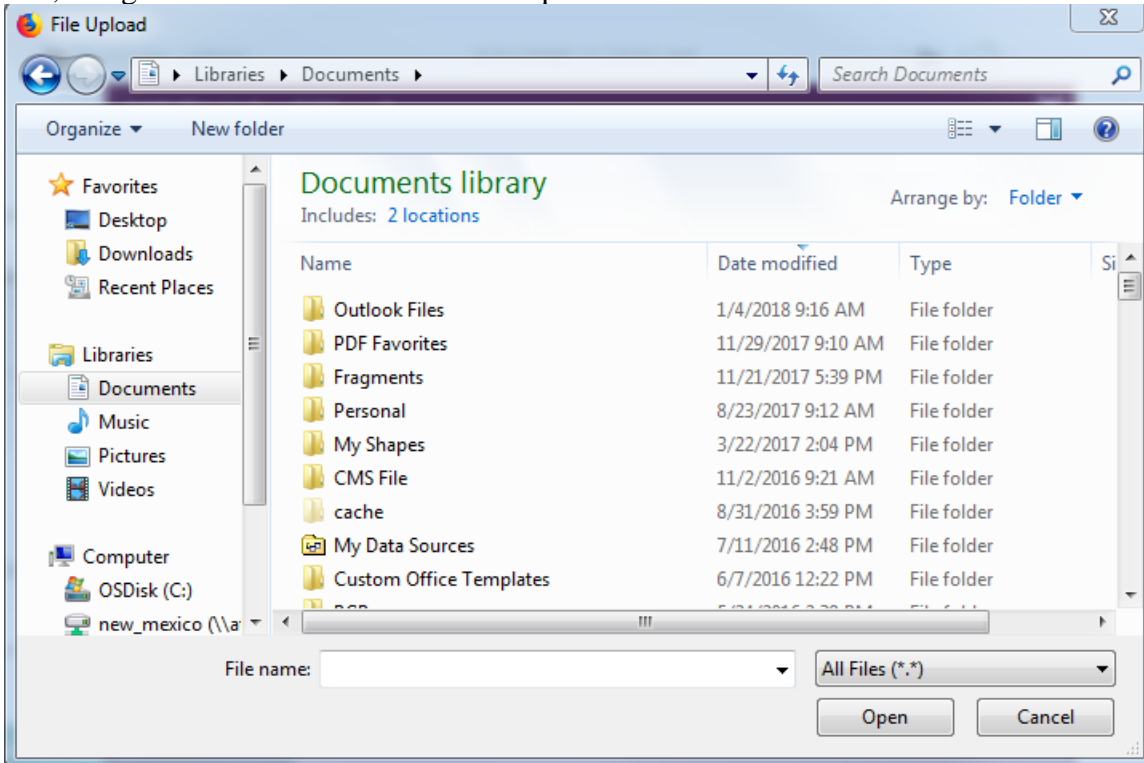 File Upload
Libraries Documents
Search Documents
Organize
New folder
Favorites
Desktop
Downloads
Recent Places
Libraries
Documents
Music
Pictures
Videos
Computer
OSDisk (C:)
new_mexico (\\a
Documents library
Includes: 2 locations
Arrange by: Folder
Name Date modified Type Si
Outlook Files 1/4/2018 9:16 AM File folder
PDF Favorites 11/29/2017 9:10 AM File folder
Fragments 11/21/2017 5:39 PM File folder
Personal 8/23/2017 9:12 AM File folder
My Shapes 3/22/2017 2:04 PM File folder
CMS File 11/2/2016 9:21 AM File folder
cache 8/31/2016 3:59 PM File folder
My Data Sources 7/11/2016 2:48 PM File folder
Custom Office Templates 6/7/2016 12:22 PM File folder
File name:
All Files (*.*)
Open Cancel